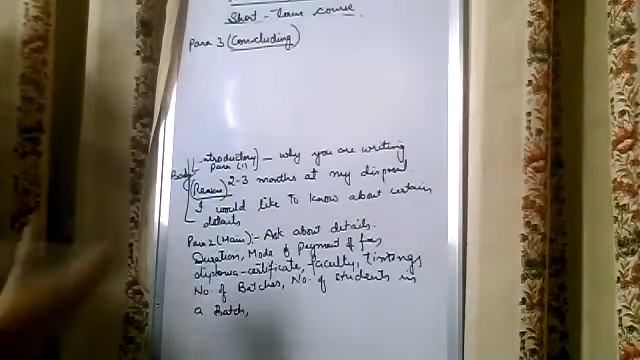 Short - Term course.
Para 3 (Concluding)
Body Introductory) - why you are writing
Para (1)
(Reason) 2-3 months at my disposal.
I would like to know about certain
details
Para 2 (Main):- Ask about details.
Duration, Mode of Payment of fees,
diploma-certificate, faculty, timings
No. of Batches, No. of students in
a Batch,